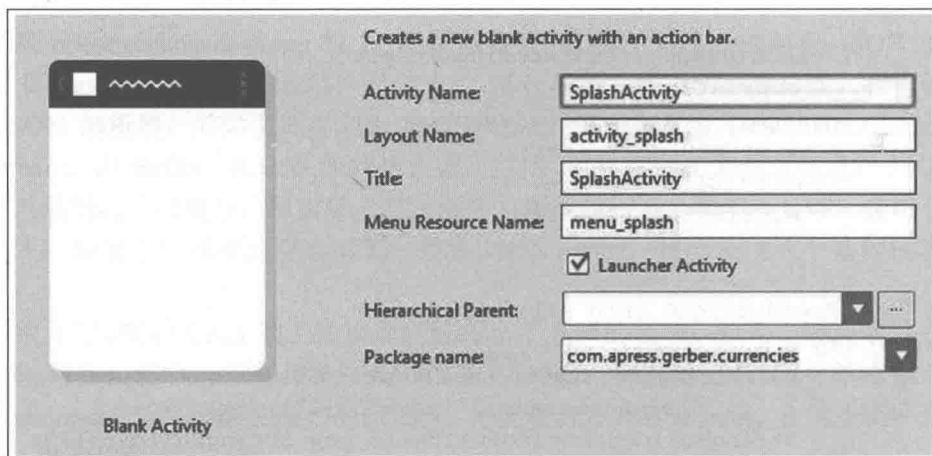 Creates a new blank activity with an action bar.
Activity Name: SplashActivity
Layout Name: activity_splash
Title: SplashActivity
Menu Resource Name: menu_splash
Launcher Activity
Hierarchical Parent: ...
Package name: com.apress.gerber.currencies
Blank Activity